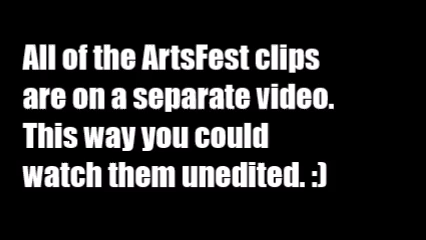 All of the ArtsFest clips
are on a separate video.
This way you could
watch them unedited. :)